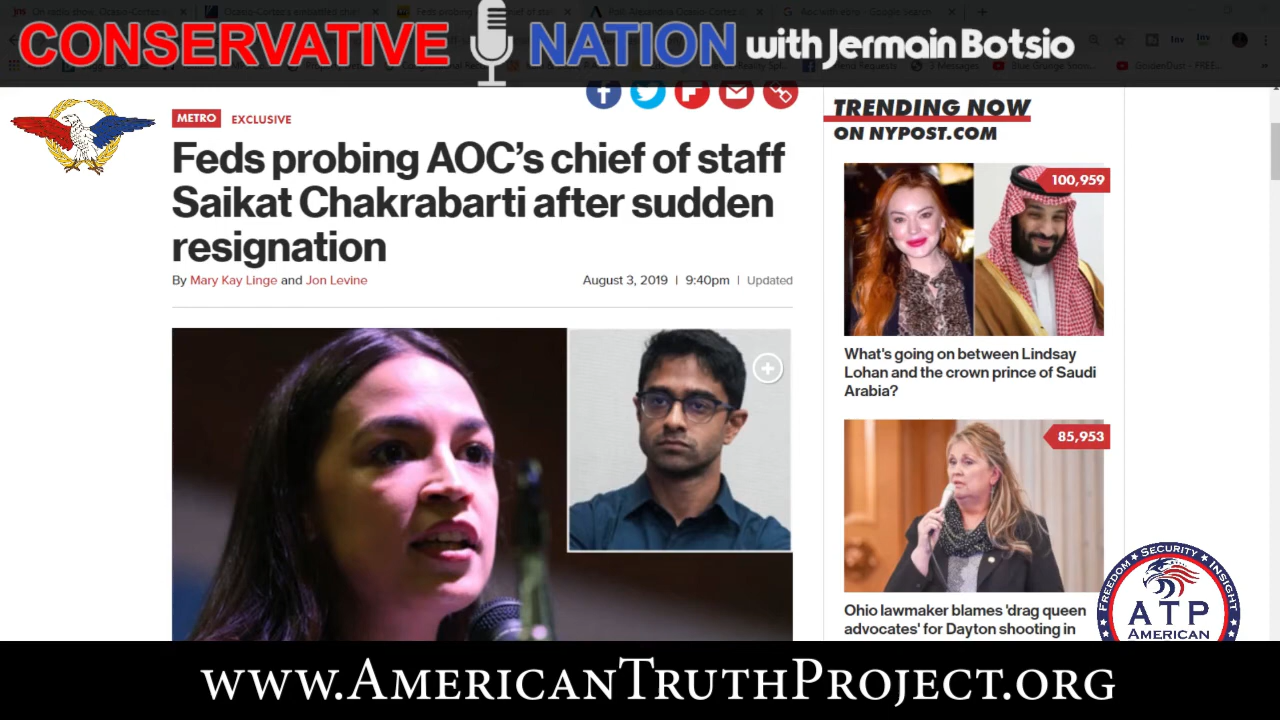 CONSERVATIVE NATION with Jermain Botsio
METRO EXCLUSIVE
Feds probing AOC's chief of staff
Saikat Chakrabarti after sudden
resignation
By Mary Kay Linge and Jon Levine August 3, 2019 | 9:40pm | Updated
TRENDING NOW
ON NYPOST.COM
100,959
What's going on between Lindsay
Lohan and the crown prince of Saudi
Arabia?
85,953
Ohio lawmaker blames 'drag queen
advocates' for Dayton shooting in
FREEDOM ★ SECURITY ★ INSIGHT
ATP
AMERICAN
WWW.AMERICANTRUTHPROJECT.ORG